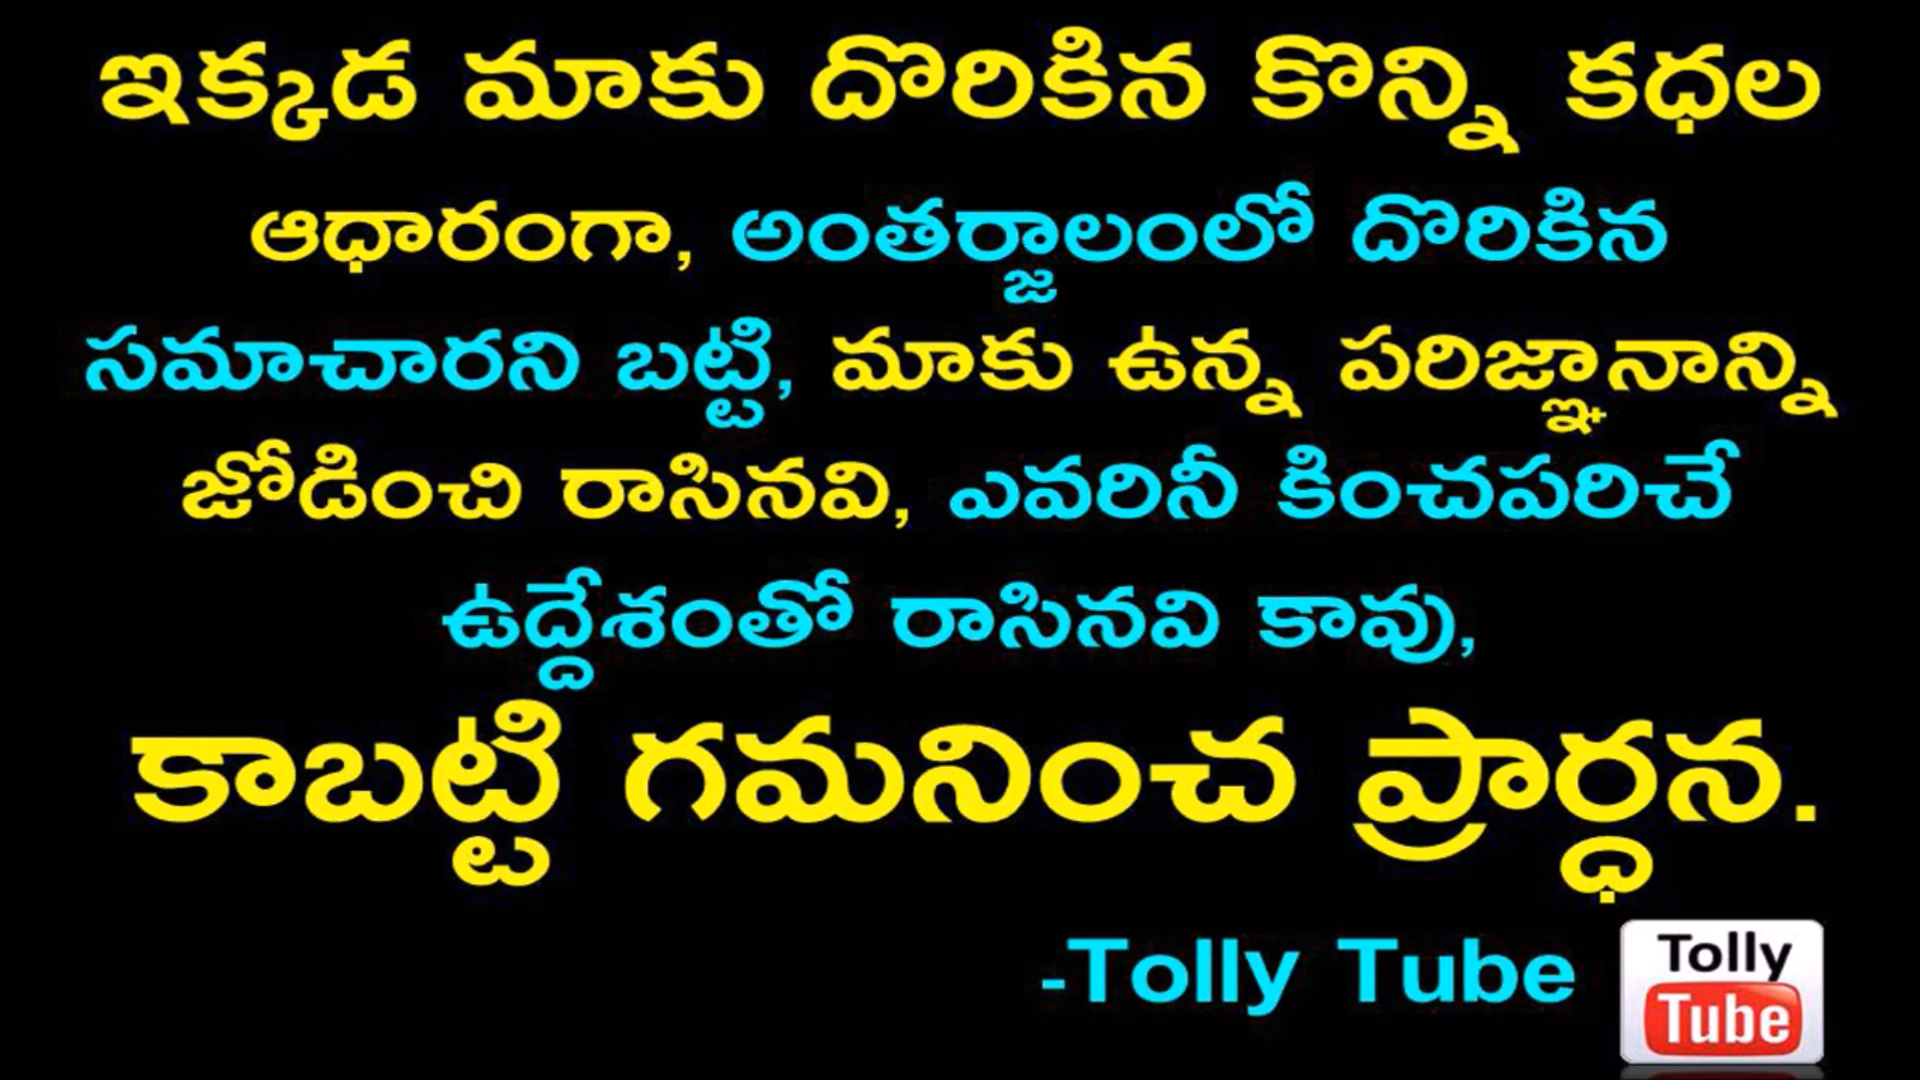 ఇక్కడ మాకు దొరికిన కొన్ని కధల
ఆధారంగా, అంతర్జాలంలో దొరికిన
సమాచారని బట్టి, మాకు ఉన్న పరిజ్ఞానాన్ని
జోడించి రాసినవి, ఎవరినీ కించపరిచే
ఉద్దేశంతో రాసినవి కావు,
కాబట్టి గమనించ ప్రార్ధన.
-Tolly Tube
Tolly
Tube